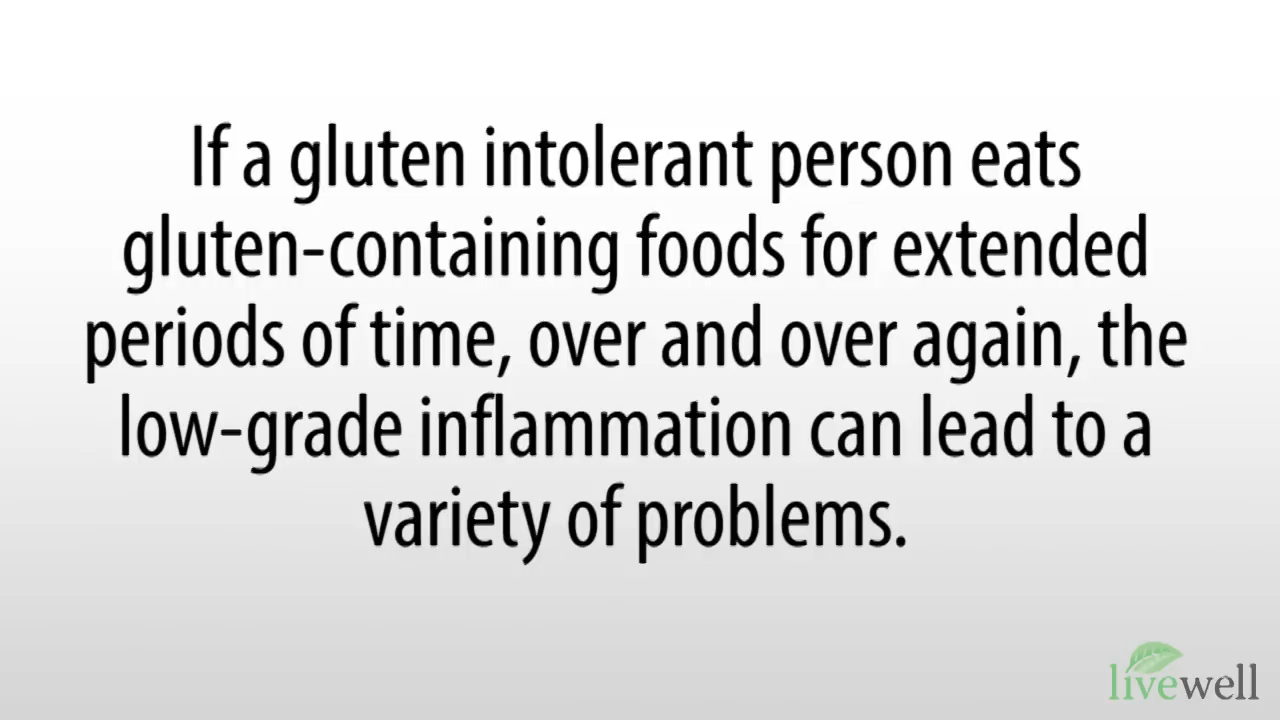 If a gluten intolerant person eats
gluten-containing foods for extended
periods of time, over and over again, the
low-grade inflammation can lead to a
variety of problems.
livewell